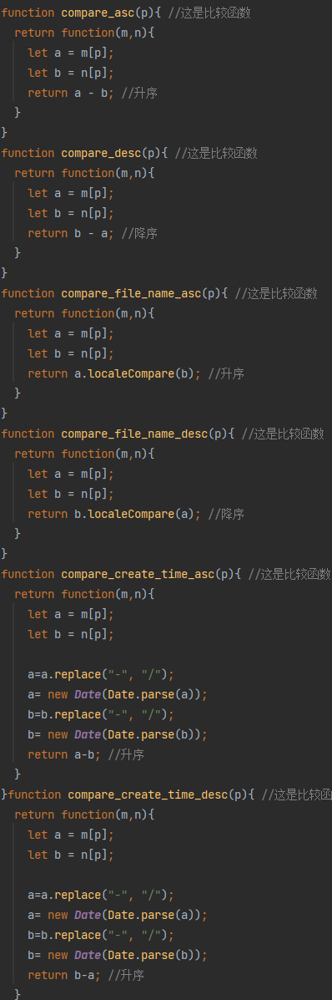 function compare_asc(p){ //这是比较函数
  return function(m,n){
    let a = m[p];
    let b = n[p];
    return a - b; //升序
  }
}
function compare_desc(p){ //这是比较函数
  return function(m,n){
    let a = m[p];
    let b = n[p];
    return b - a; //降序
  }
}
function compare_file_name_asc(p){ //这是比较函数
  return function(m,n){
    let a = m[p];
    let b = n[p];
    return a.localeCompare(b); //升序
  }
}
function compare_file_name_desc(p){ //这是比较函数
  return function(m,n){
    let a = m[p];
    let b = n[p];
    return b.localeCompare(a); //降序
  }
}
function compare_create_time_asc(p){ //这是比较函数
  return function(m,n){
    let a = m[p];
    let b = n[p];

    a=a.replace("-", "/");
    a= new Date(Date.parse(a));
    b=b.replace("-", "/");
    b= new Date(Date.parse(b));
    return a-b; //升序
  }
}function compare_create_time_desc(p){ //这是比较函
  return function(m,n){
    let a = m[p];
    let b = n[p];

    a=a.replace("-", "/");
    a= new Date(Date.parse(a));
    b=b.replace("-", "/");
    b= new Date(Date.parse(b));
    return b-a; //升序
  }